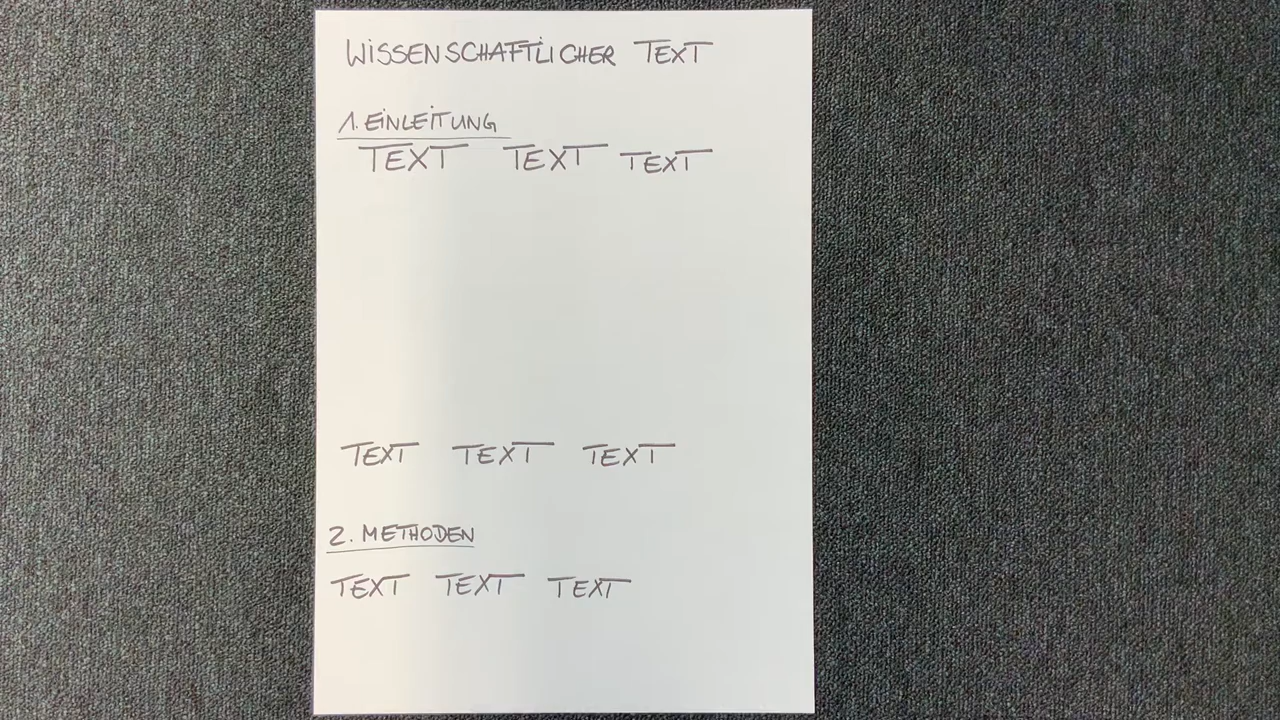 WISSENSCHAFTLICHER TEXT
1. EINLEITUNG
TEXT TEXT TEXT
TEXT TEXT TEXT
2. METHODEN
TEXT TEXT TEXT